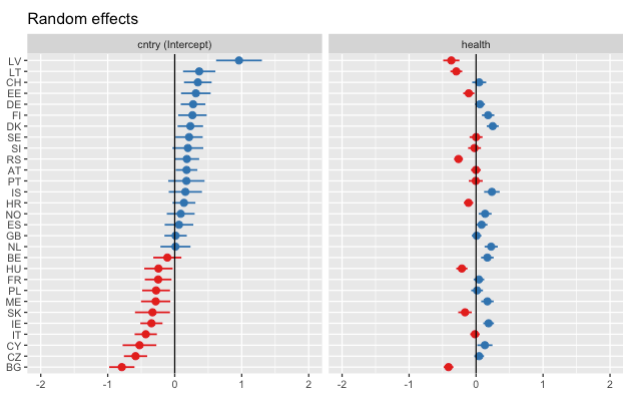 Random effects
cntry (Intercept) health
LV
LT
CH
EE
DE
FI
DK
SE
SI
RS
AT
PT
IS
HR
NO
ES
GB
NL
BE
HU
FR
PL
ME
SK
IE
IT
CY
CZ
BG
-2 -1 0 1 2 -2 -1 0 1 2